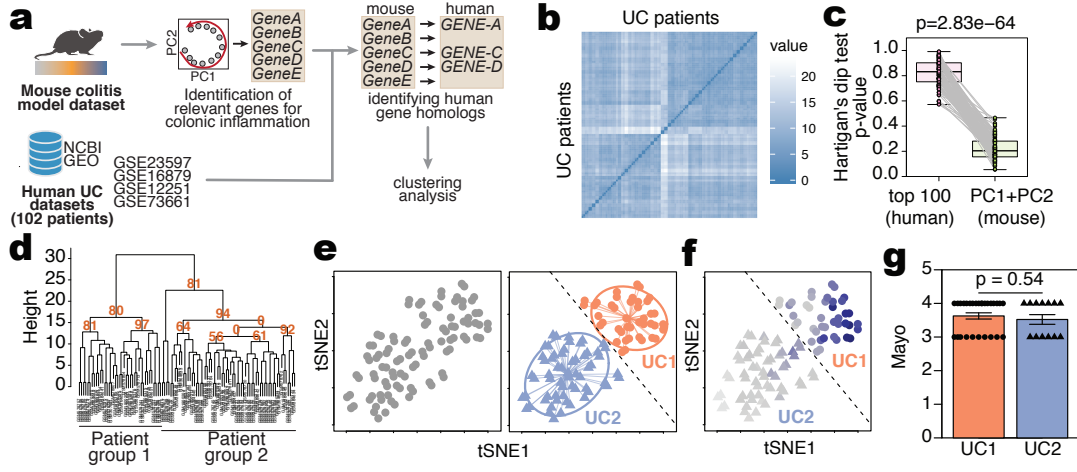 a
PC2
PC1
GeneA
GeneB
GeneC
GeneD
GeneE
mouse
human
GeneA
GENE-A
GeneB
GeneC
GENE-C
GeneD
GENE-D
GeneE
Mouse colitis
model dataset
Identification of
relevant genes for
colonic inflammation
identifying human
gene homologs
NCBI
GEO
GSE23597
GSE16879
GSE12251
GSE73661
Human UC
datasets
(102 patients)
clustering
analysis
b
UC patients
UC patients
value
20
15
10
5
0
c
p=2.83e-64
Hartigan's dip test
p-value
1.0
0.8
0.6
0.4
0.2
0.0
top 100
(human)
PC1+PC2
(mouse)
d
Height
30
25
20
15
10
5
0
81
80
94
81
97
64
0
8
92
56
61
Patient
group 1
Patient
group 2
e
tSNE2
tSNE1
UC1
UC2
f
tSNE2
tSNE1
UC1
UC2
g
p = 0.54
Mayo
5
4
3
2
1
0
UC1
UC2